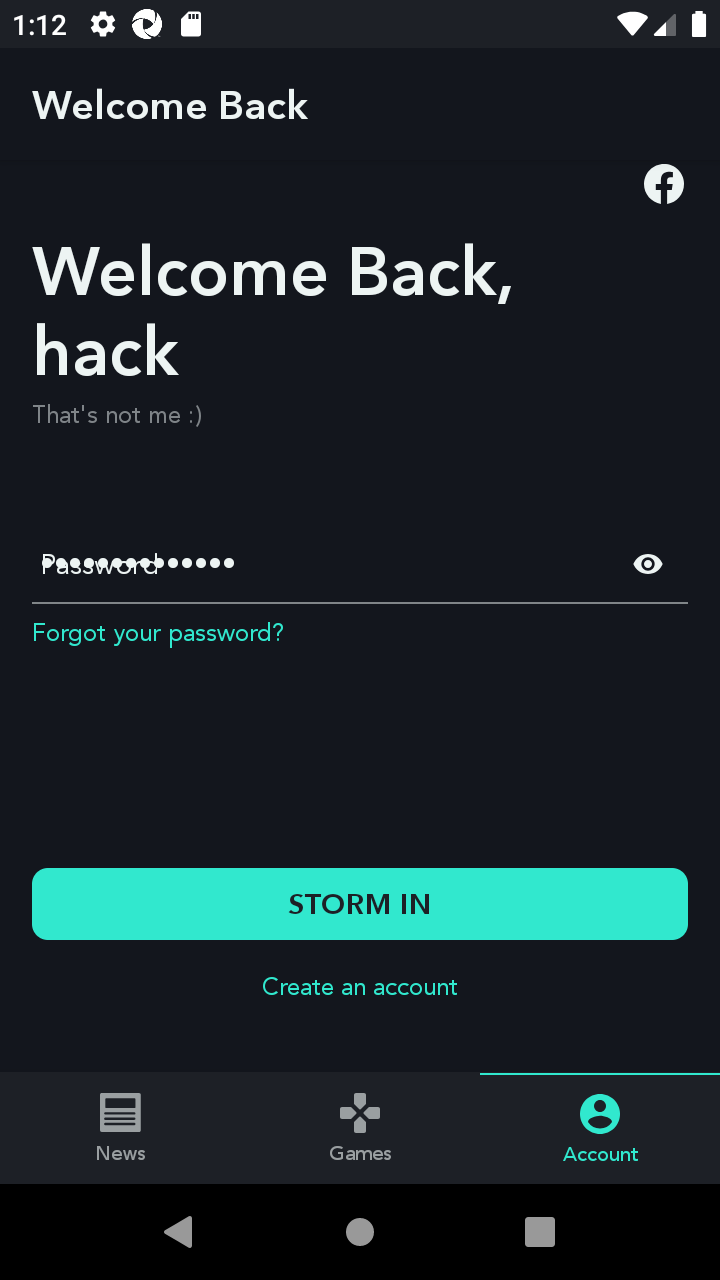 1:12
Welcome Back
Welcome Back,
hack
That's not me :)
Password
••••••••••••••
Forgot your password?
STORM IN
Create an account
News
Games
Account